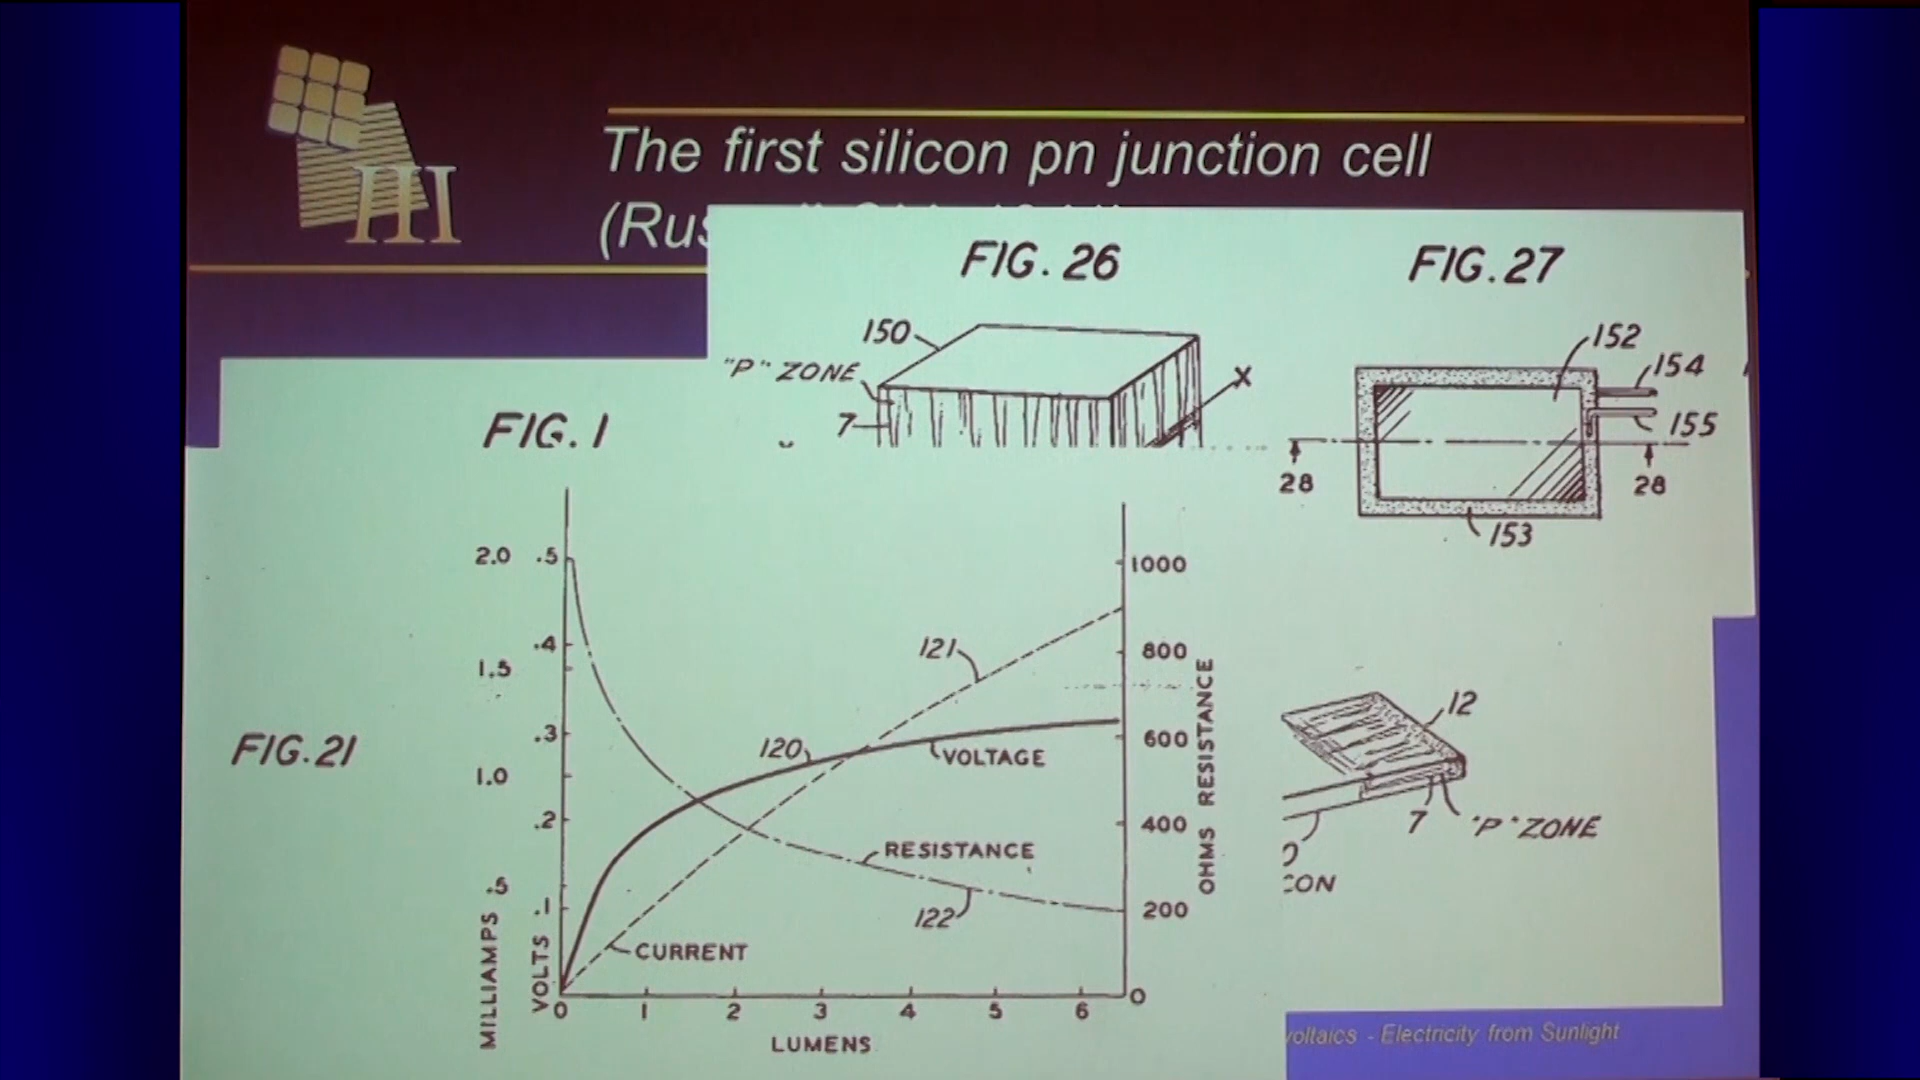 III
The first silicon pn junction cell
(Rus
FIG. 26
FIG. 27
150
"P" ZONE
7
X
152
154
155
28
28
153
FIG. 1
FIG. 21
2.0 .5
.4
1.5
.3
1.0
.2
.5
.1
MILLIAMPS
VOLTS
0 1 2 3 4 5 6
LUMENS
1000
800
600
400
200
0
OHMS RESISTANCE
121
120
VOLTAGE
RESISTANCE
122
CURRENT
12
7
"P" ZONE
CON
voltaics - Electricity from Sunlight